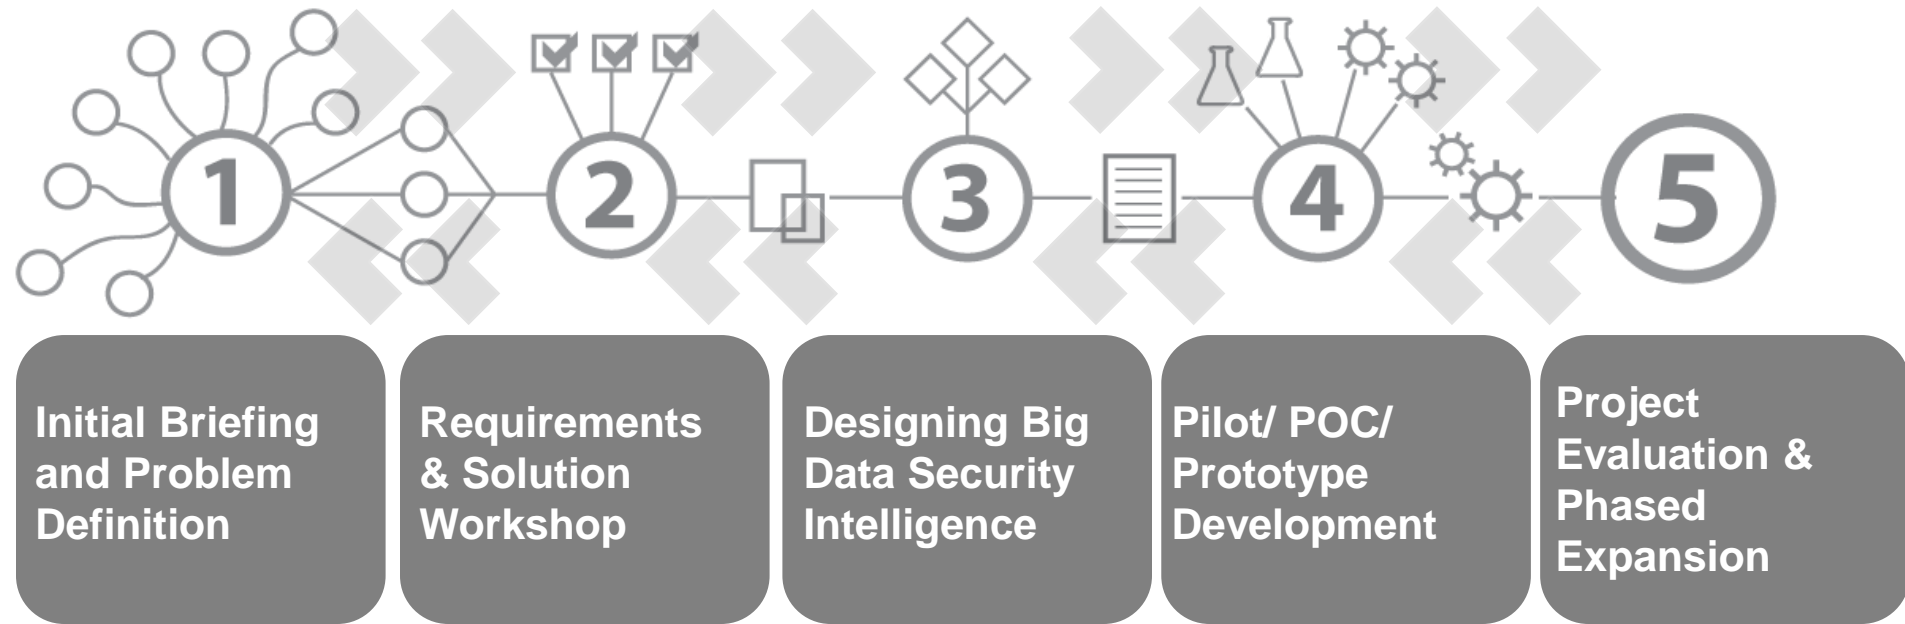 1
2
3
4
5
Initial Briefing
and Problem
Definition
Requirements
& Solution
Workshop
Designing Big
Data Security
Intelligence
Pilot/ POC/
Prototype
Development
Project
Evaluation &
Phased
Expansion